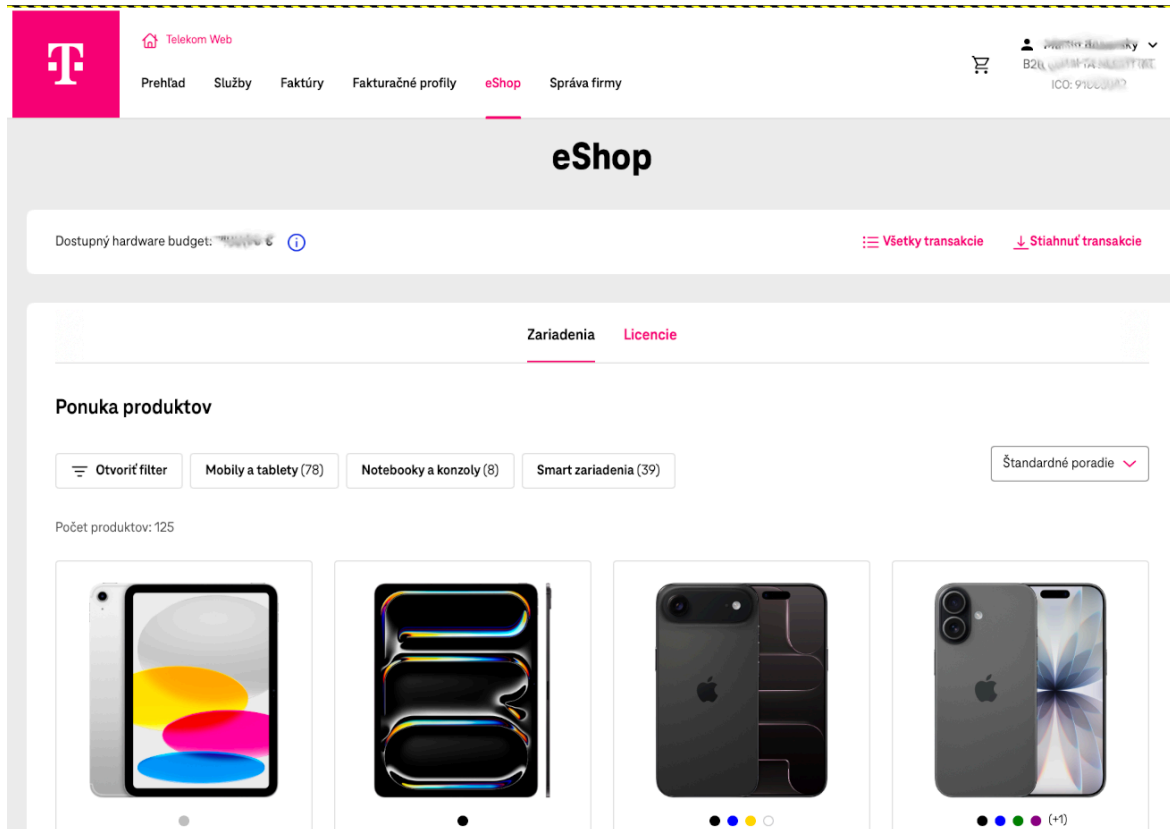 T
Telekom Web
Prehľad Služby Faktúry Fakturačné profily eShop Správa firmy
B2B
IČO:
eShop
Dostupný hardware budget: €
Všetky transakcie Stiahnuť transakcie
Zariadenia Licencie
Ponuka produktov
Otvoriť filter Mobily a tablety (78) Notebooky a konzoly (8) Smart zariadenia (39) Štandardné poradie
Počet produktov: 125
(+1)